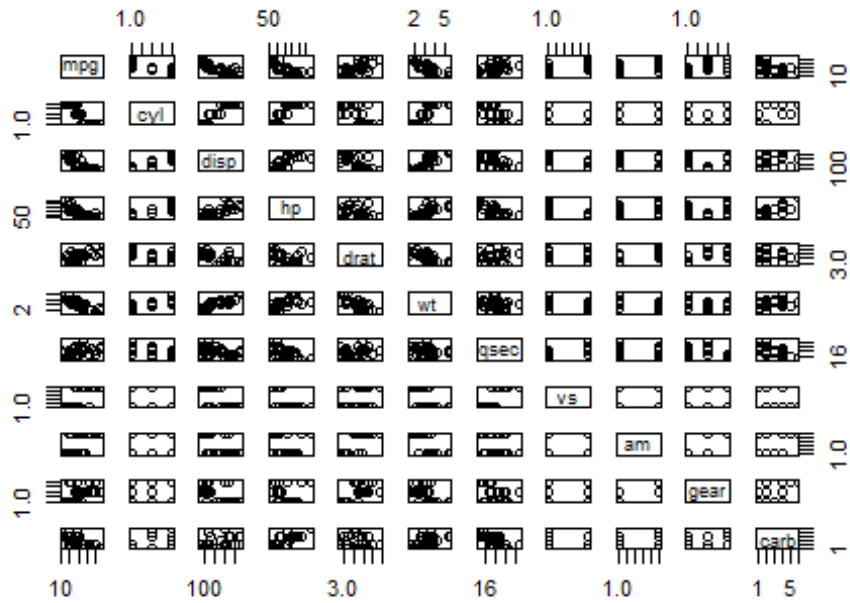 1.0 50 2 5 1.0 1.0
mpg 10
1.0 cyl
disp 100
50 hp
drat 3.0
2 wt
qsec 16
1.0 vs
am 1.0
1.0 gear
carb 1
10 100 3.0 16 1.0 1 5